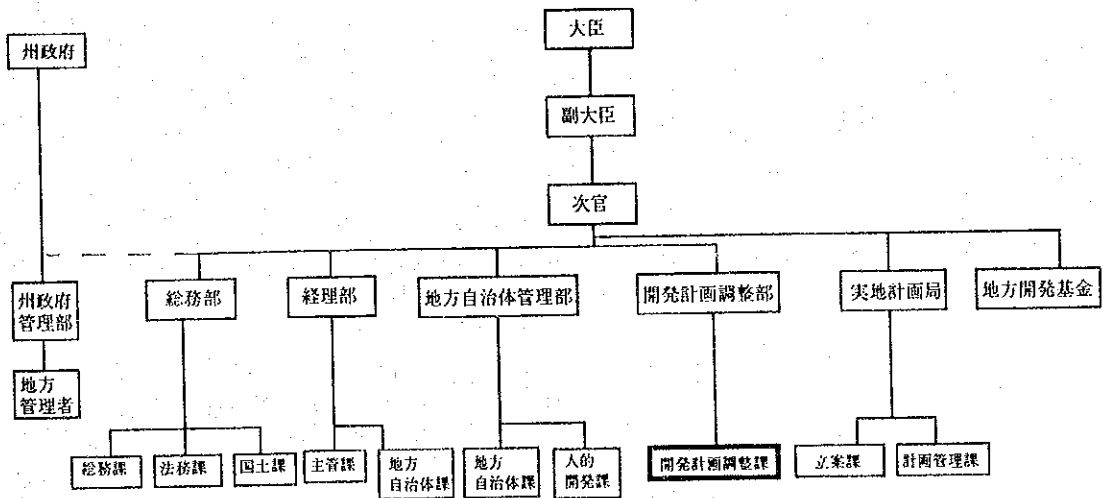 大臣
州政府
副大臣
次官
州政府
管理部
総務部
経理部
地方自治体管理部
開発計画調整部
実地計画局
地方開発基金
地方
管理者
総務課
法務課
国土課
主管課
地方
自治体課
地方
自治体課
人的
開発課
開発計画調整課
立案課
計画管理課